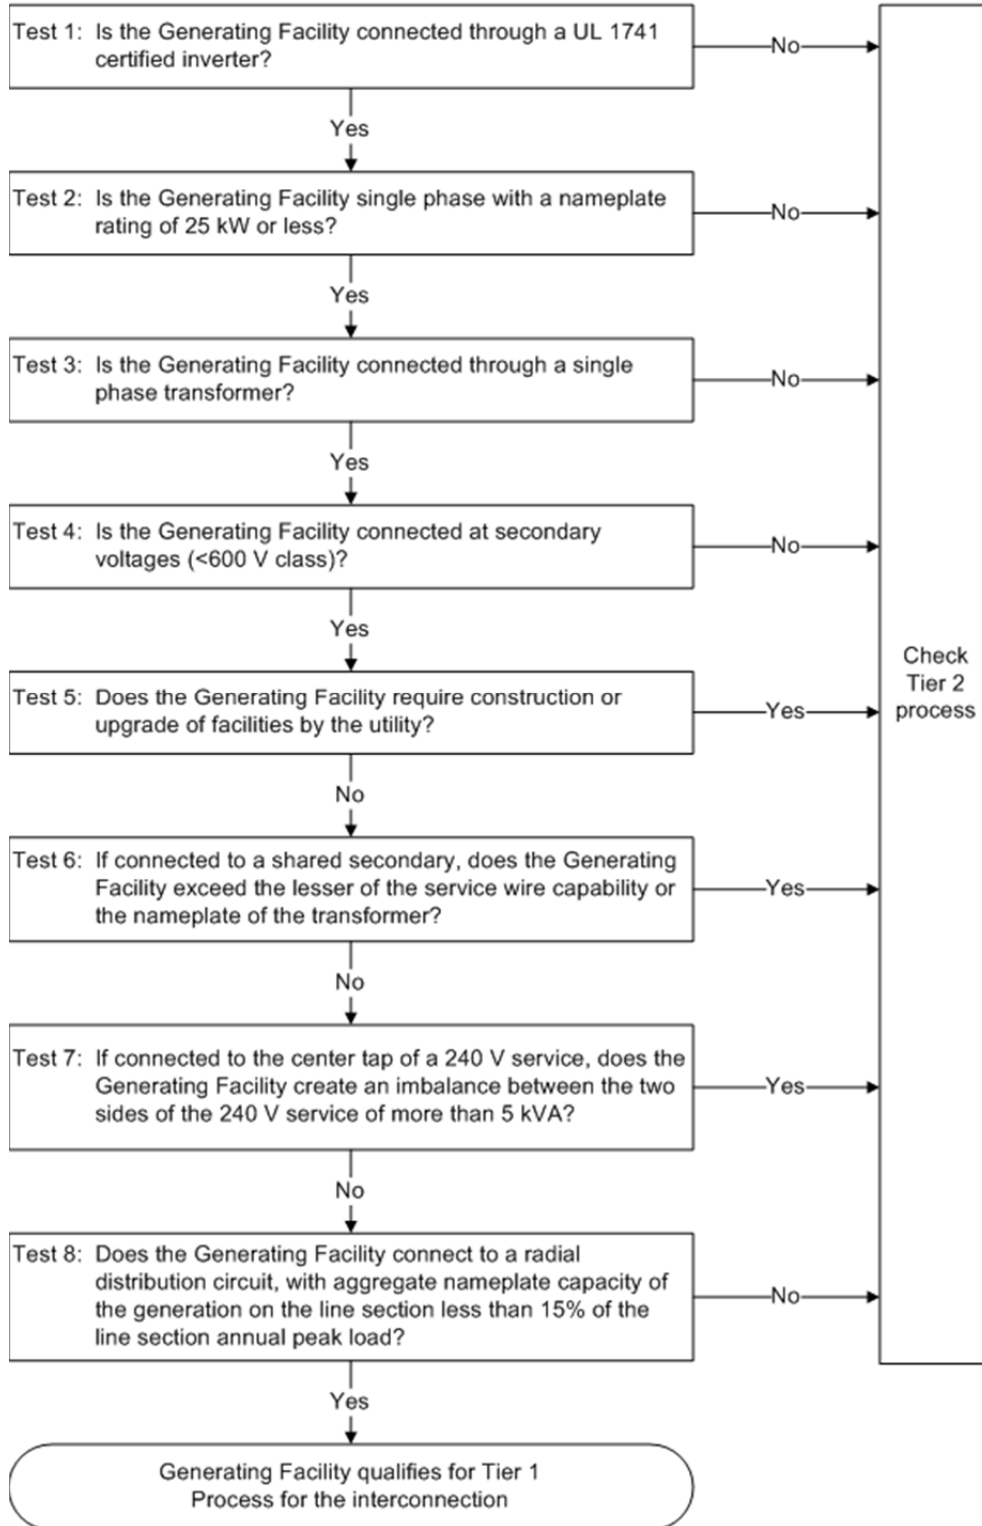 Test 1: Is the Generating Facility connected through a UL 1741
certified inverter?
No
Yes
Test 2: Is the Generating Facility single phase with a nameplate
rating of 25 kW or less?
No
Yes
Test 3: Is the Generating Facility connected through a single
phase transformer?
No
Yes
Test 4: Is the Generating Facility connected at secondary
voltages (<600 V class)?
No
Yes
Test 5: Does the Generating Facility require construction or
upgrade of facilities by the utility?
Yes
No
Test 6: If connected to a shared secondary, does the Generating
Facility exceed the lesser of the service wire capability or
the nameplate of the transformer?
Yes
No
Test 7: If connected to the center tap of a 240 V service, does the
Generating Facility create an imbalance between the two
sides of the 240 V service of more than 5 kVA?
Yes
No
Test 8: Does the Generating Facility connect to a radial
distribution circuit, with aggregate nameplate capacity of
the generation on the line section less than 15% of the
line section annual peak load?
No
Yes
Generating Facility qualifies for Tier 1
Process for the interconnection
Check
Tier 2
process